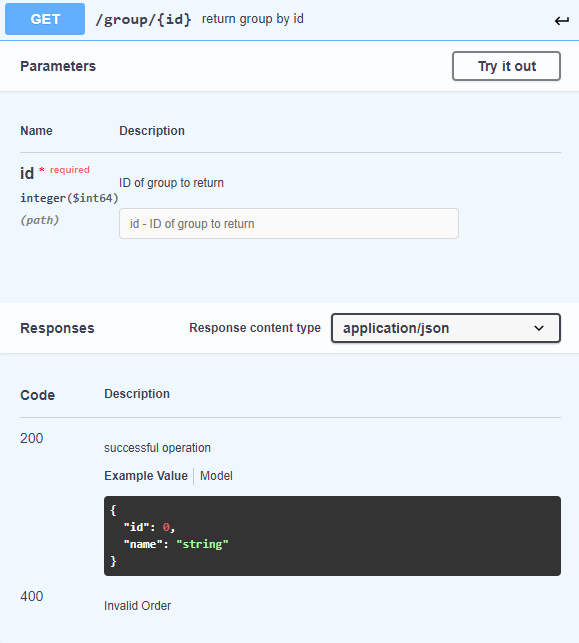 GET /group/{id} return group by id
Parameters Try it out
Name Description
id * required
ID of group to return
integer($int64)
(path)
id - ID of group to return
Responses Response content type application/json
Code Description
200
successful operation
Example Value Model
{
"id": 0,
"name": "string"
}
400
Invalid Order